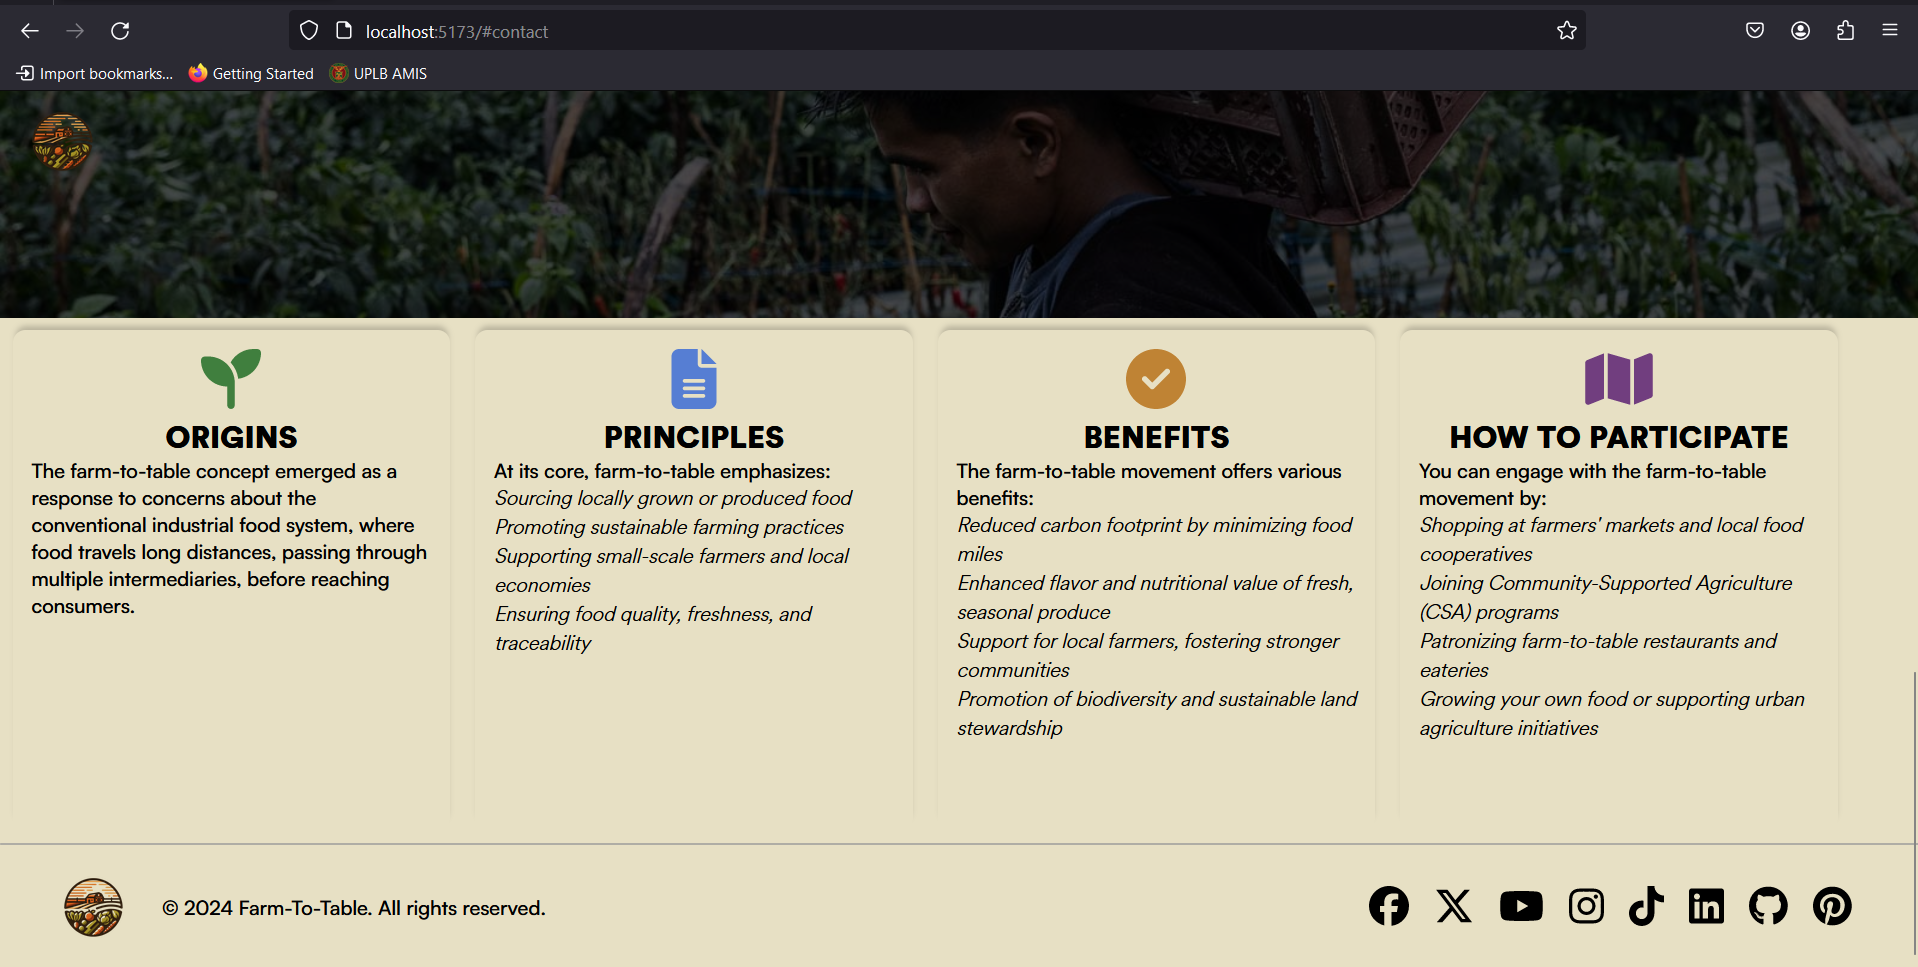 localhost:5173/#contact
Import bookmarks... Getting Started UPLB AMIS
ORIGINS
The farm-to-table concept emerged as a
response to concerns about the
conventional industrial food system, where
food travels long distances, passing through
multiple intermediaries, before reaching
consumers.
PRINCIPLES
At its core, farm-to-table emphasizes:
Sourcing locally grown or produced food
Promoting sustainable farming practices
Supporting small-scale farmers and local
economies
Ensuring food quality, freshness, and
traceability
BENEFITS
The farm-to-table movement offers various
benefits:
Reduced carbon footprint by minimizing food
miles
Enhanced flavor and nutritional value of fresh,
seasonal produce
Support for local farmers, fostering stronger
communities
Promotion of biodiversity and sustainable land
stewardship
HOW TO PARTICIPATE
You can engage with the farm-to-table
movement by:
Shopping at farmers' markets and local food
cooperatives
Joining Community-Supported Agriculture
(CSA) programs
Patronizing farm-to-table restaurants and
eateries
Growing your own food or supporting urban
agriculture initiatives
© 2024 Farm-To-Table. All rights reserved.